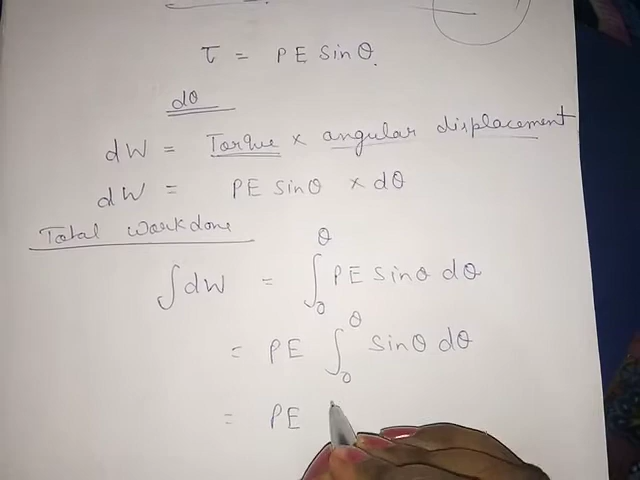 τ = PE sinθ.
dθ
dW = Torque × angular displacement
dW = PE sinθ × dθ
Total workdone
∫dW = ∫₀^θ PE sinθ dθ
= PE ∫₀^θ sinθ dθ
= PE